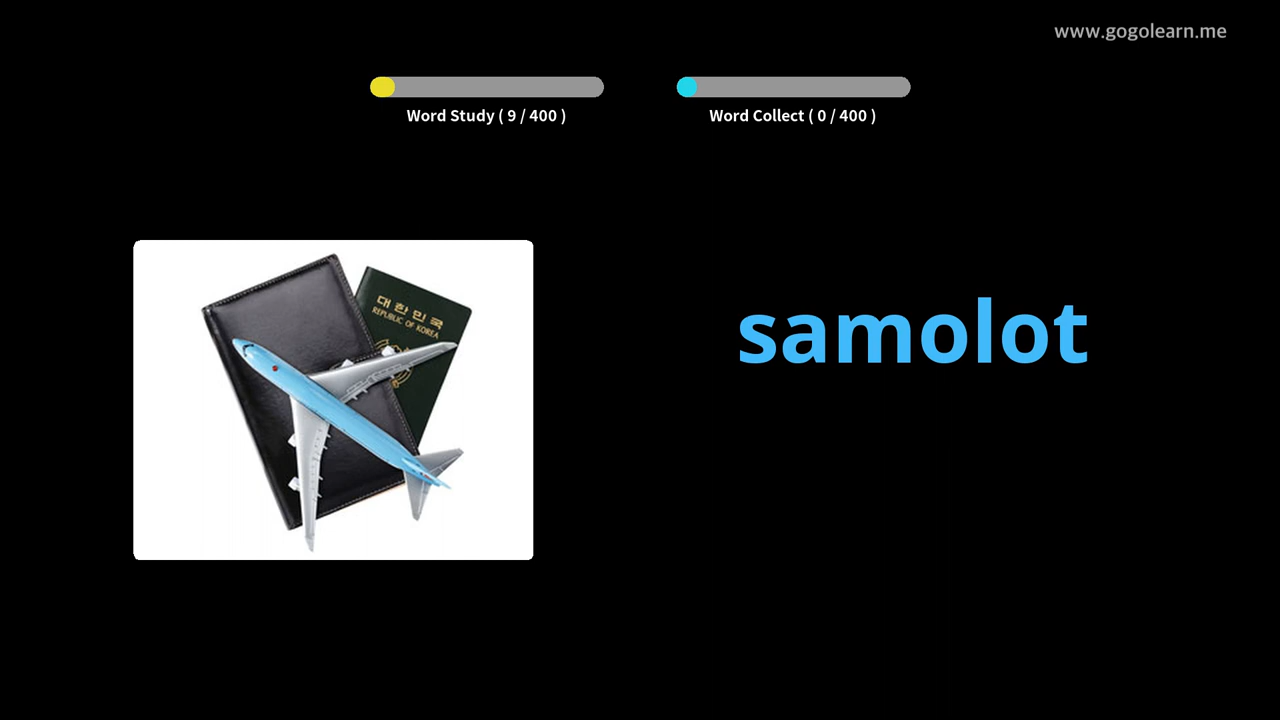 www.gogolearn.me
Word Study ( 9 / 400 )
Word Collect ( 0 / 400 )
대한민국
REPUBLIC OF KOREA
samolot